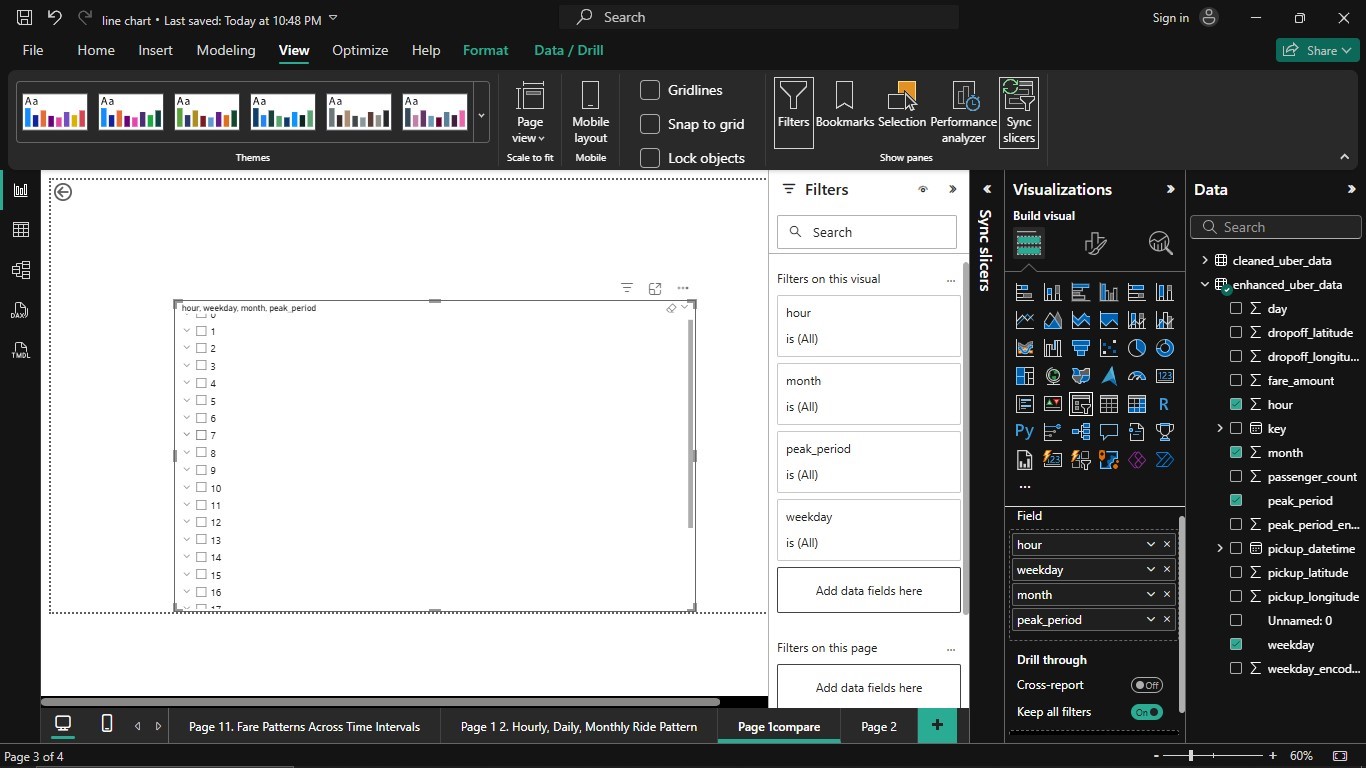 line chart • Last saved: Today at 10:48 PM
Search
Sign in
File
Home
Insert
Modeling
View
Optimize
Help
Format
Data / Drill
Share
Aa
Aa
Aa
Aa
Aa
Aa
Themes
Page view
Scale to fit
Mobile layout
Mobile
Gridlines
Snap to grid
Lock objects
Filters
Bookmarks
Selection
Performance analyzer
Sync slicers
Show panes
hour, weekday, month, peak_period
0
1
2
3
4
5
6
7
8
9
10
11
12
13
14
15
16
17
DAX
TMDL
Filters
Search
Filters on this visual
...
hour
is (All)
month
is (All)
peak_period
is (All)
weekday
is (All)
Add data fields here
Filters on this page
...
Add data fields here
Sync slicers
Visualizations
Build visual
123
R
Py
123
...
Field
hour
weekday
month
peak_period
Drill through
Cross-report
Off
Keep all filters
On
Data
Search
cleaned_uber_data
enhanced_uber_data
day
dropoff_latitude
dropoff_longitu...
fare_amount
hour
key
month
passenger_count
peak_period
peak_period_en...
pickup_datetime
pickup_latitude
pickup_longitude
Unnamed: 0
weekday
weekday_encod...
Page 11. Fare Patterns Across Time Intervals
Page 1 2. Hourly, Daily, Monthly Ride Pattern
Page 1compare
Page 2
+
Page 3 of 4
-
+
60%